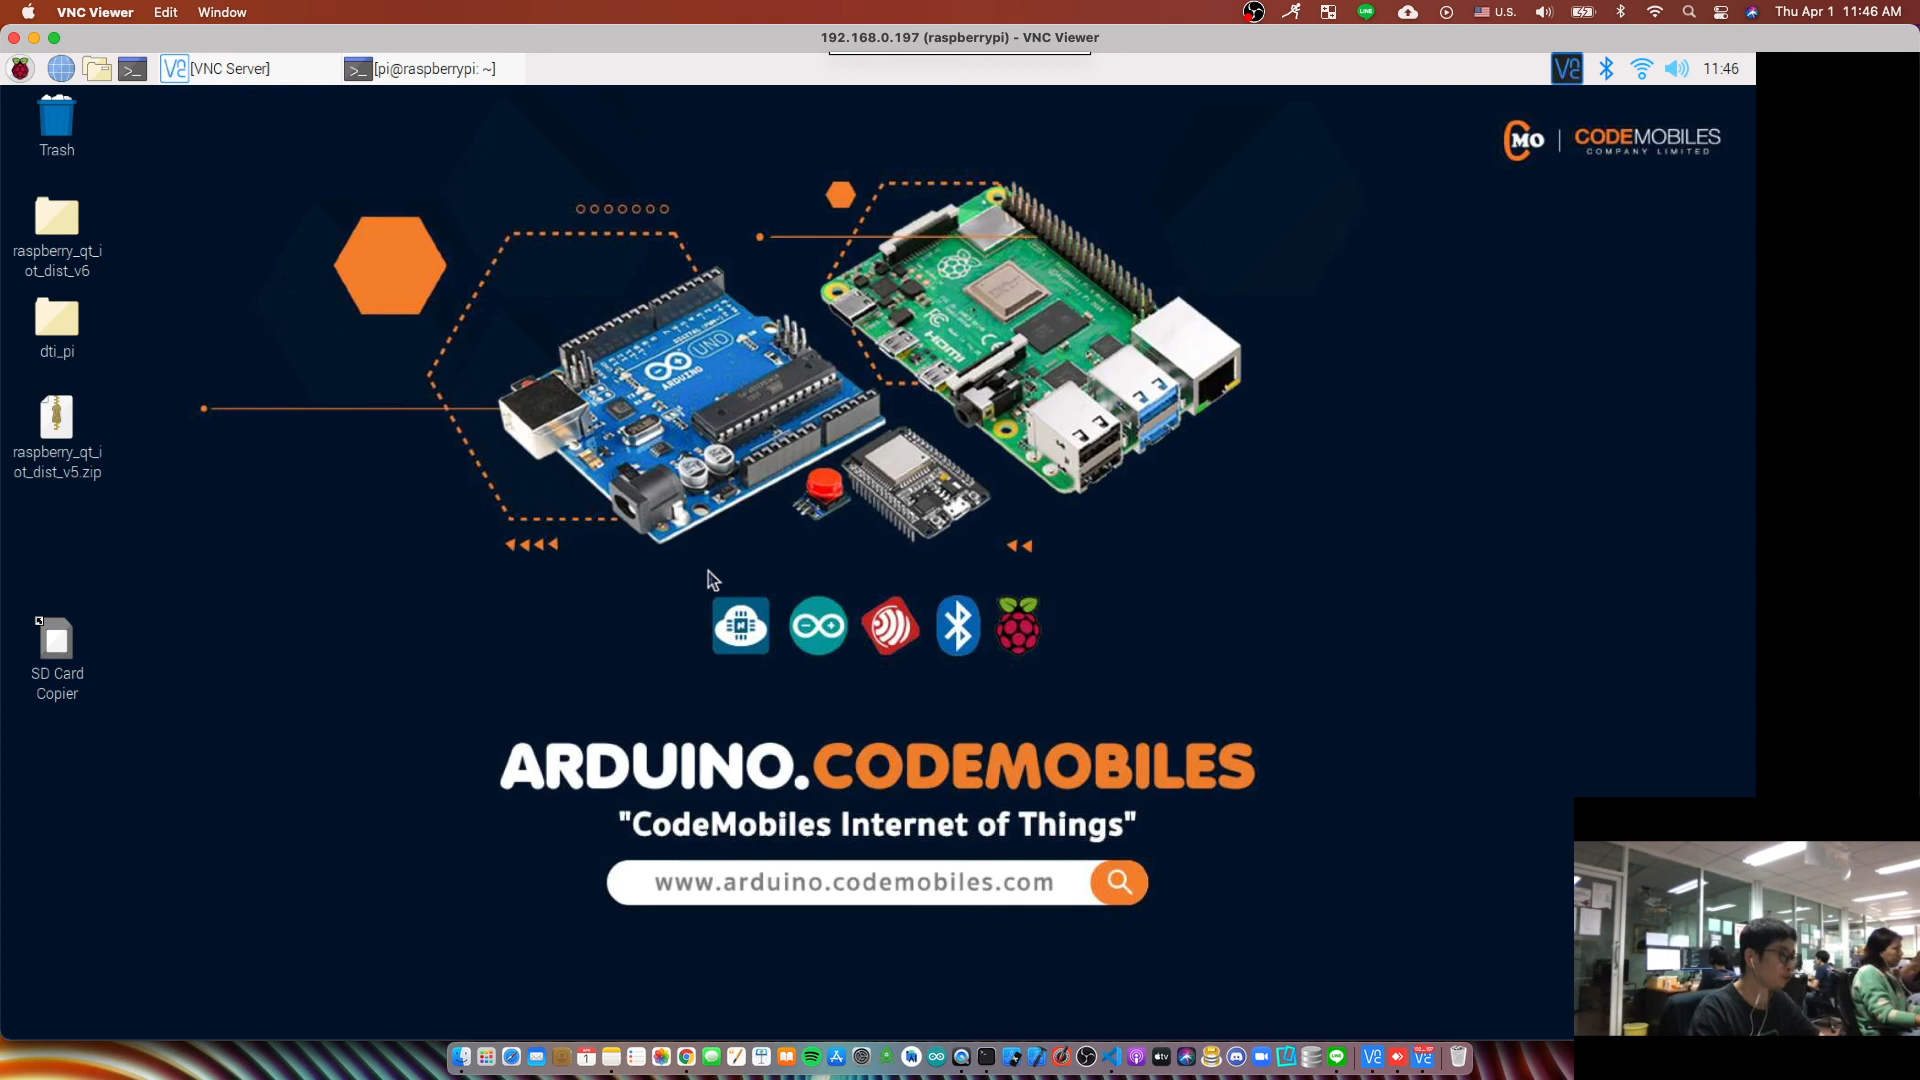 VNC Viewer Edit Window
U.S. Thu Apr 1 11:46 AM
192.168.0.197 (raspberrypi) - VNC Viewer
[VNC Server] [pi@raspberrypi: ~] 11:46
Trash
raspberry_qt_i
ot_dist_v6
dti_pi
raspberry_qt_i
ot_dist_v5.zip
SD Card
Copier
CMO | CODEMOBILES
COMPANY LIMITED
UNO
ARDUINO
HDMI
ARDUINO.CODEMOBILES
"CodeMobiles Internet of Things"
www.arduino.codemobiles.com